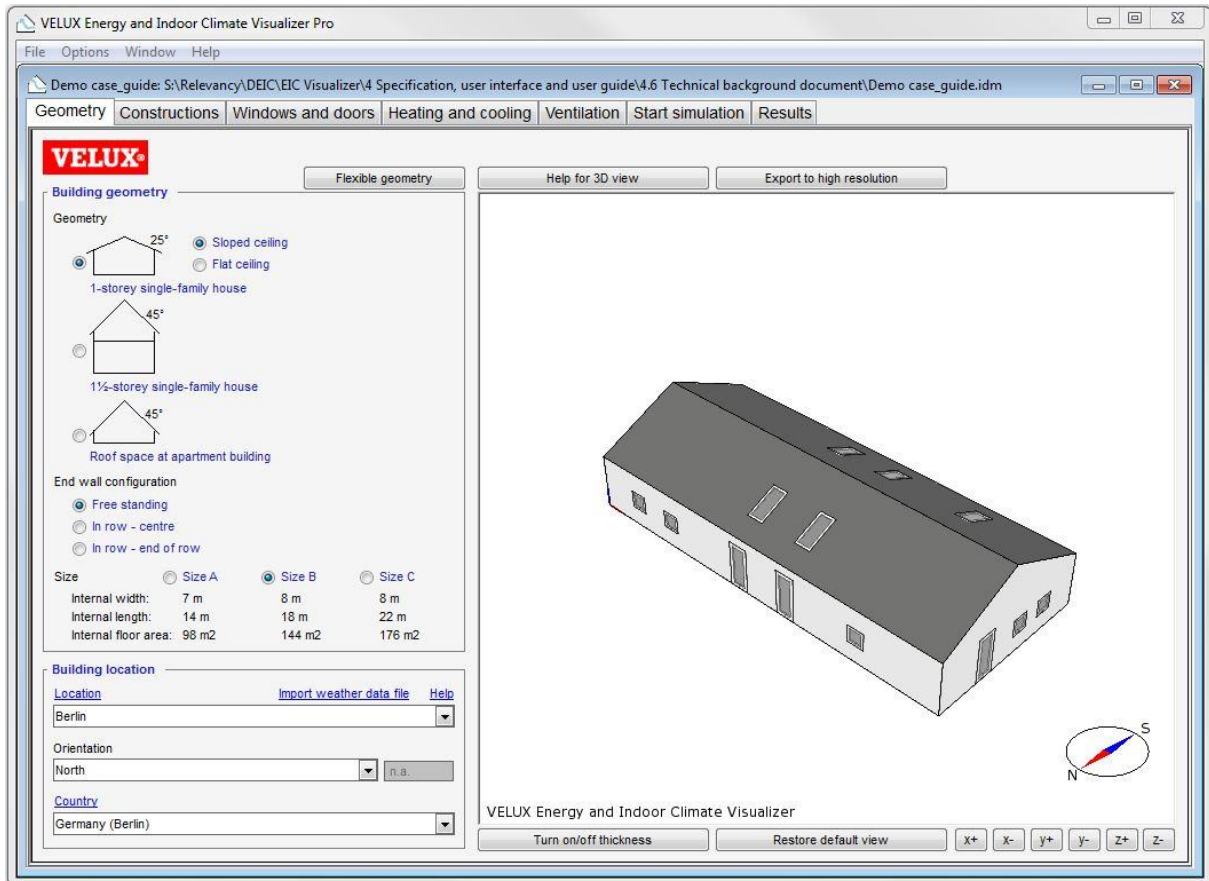 VELUX Energy and Indoor Climate Visualizer Pro
File Options Window Help
Demo case_guide: S:\Relevancy\DEIC\EIC Visualizer\4 Specification, user interface and user guide\4.6 Technical background document\Demo case_guide.idm
Geometry Constructions Windows and doors Heating and cooling Ventilation Start simulation Results
VELUX®
Flexible geometry Help for 3D view Export to high resolution
Building geometry
Geometry
25° Sloped ceiling
Flat ceiling
1-storey single-family house
45°
1½-storey single-family house
45°
Roof space at apartment building
End wall configuration
Free standing
In row - centre
In row - end of row
Size Size A Size B Size C
Internal width: 7 m 8 m 8 m
Internal length: 14 m 18 m 22 m
Internal floor area: 98 m2 144 m2 176 m2
Building location
Location Import weather data file Help
Berlin
Orientation
North n.a.
Country
Germany (Berlin)
S
N
VELUX Energy and Indoor Climate Visualizer
Turn on/off thickness Restore default view x+ x- y+ y- z+ z-